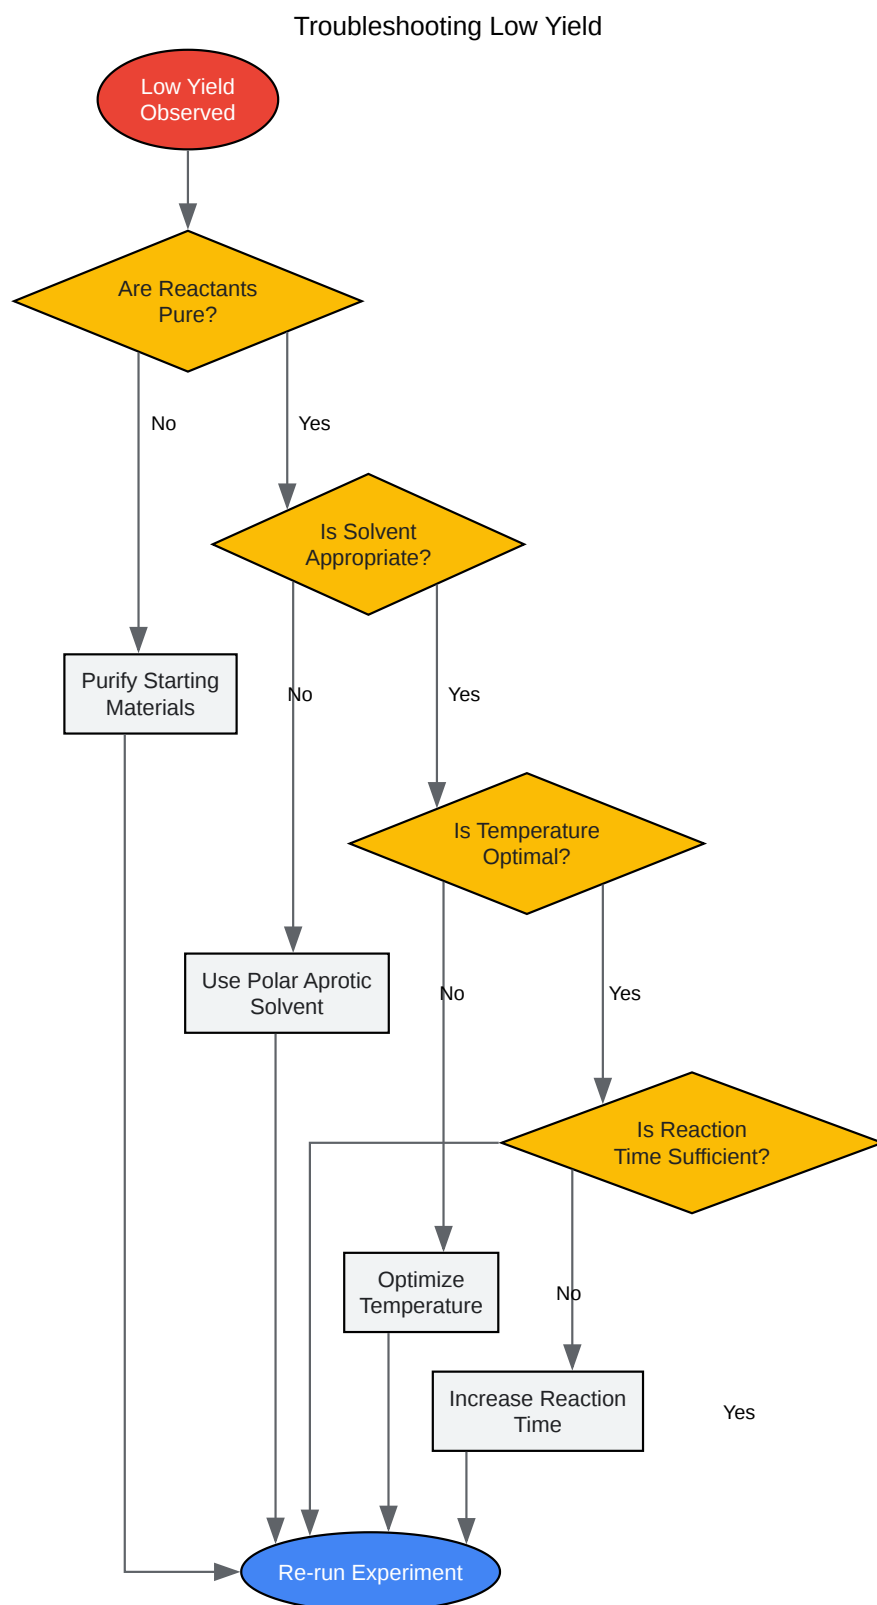 Troubleshooting Low Yield
Low Yield
Observed
Are Reactants
Pure?
No
Yes
Is Solvent
Appropriate?
Purify Starting
Materials
No
Yes
Is Temperature
Optimal?
Use Polar Aprotic
Solvent
No
Yes
Is Reaction
Time Sufficient?
Optimize
Temperature
No
Increase Reaction
Time
Yes
Re-run Experiment